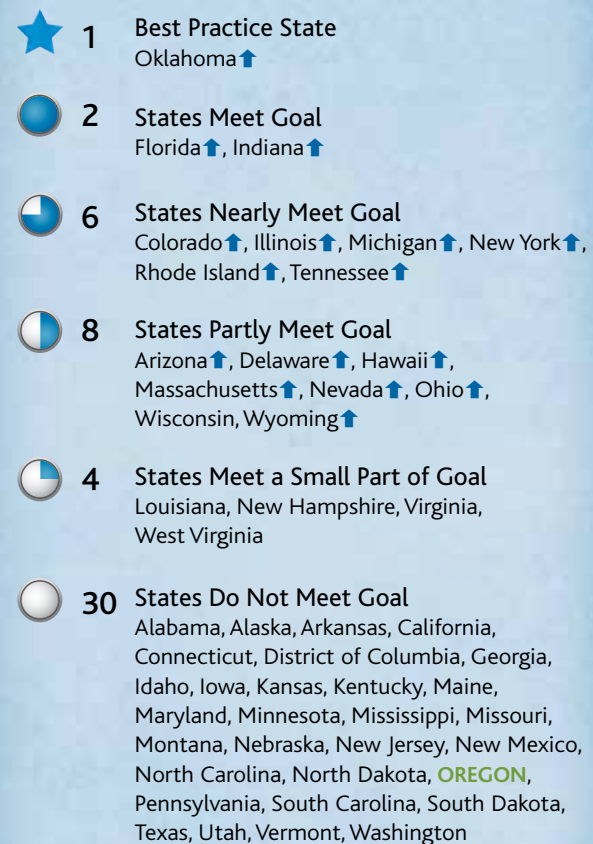 1 Best Practice State
Oklahoma⬆
2 States Meet Goal
Florida⬆, Indiana⬆
6 States Nearly Meet Goal
Colorado⬆, Illinois⬆, Michigan⬆, New York⬆,
Rhode Island⬆, Tennessee⬆
8 States Partly Meet Goal
Arizona⬆, Delaware⬆, Hawaii⬆,
Massachusetts⬆, Nevada⬆, Ohio⬆,
Wisconsin, Wyoming⬆
4 States Meet a Small Part of Goal
Louisiana, New Hampshire, Virginia,
West Virginia
30 States Do Not Meet Goal
Alabama, Alaska, Arkansas, California,
Connecticut, District of Columbia, Georgia,
Idaho, Iowa, Kansas, Kentucky, Maine,
Maryland, Minnesota, Mississippi, Missouri,
Montana, Nebraska, New Jersey, New Mexico,
North Carolina, North Dakota, OREGON,
Pennsylvania, South Carolina, South Dakota,
Texas, Utah, Vermont, Washington